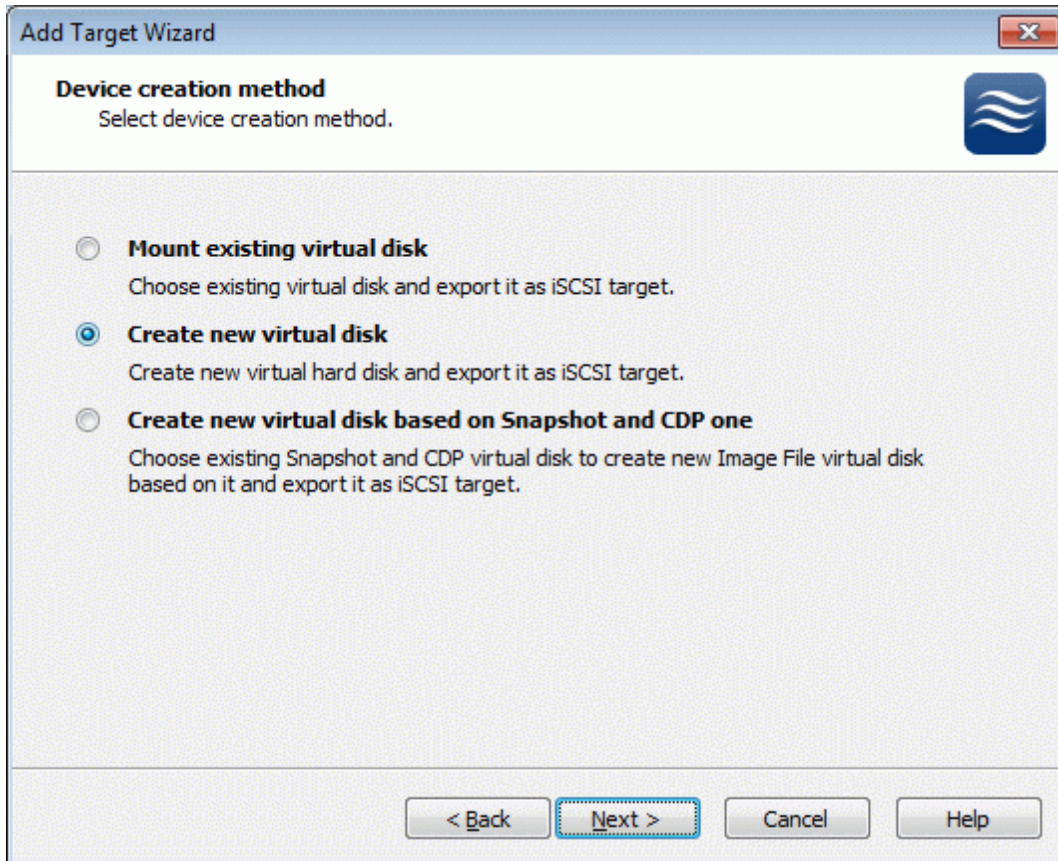 Add Target Wizard
Device creation method
Select device creation method.
Mount existing virtual disk
Choose existing virtual disk and export it as iSCSI target.
Create new virtual disk
Create new virtual hard disk and export it as iSCSI target.
Create new virtual disk based on Snapshot and CDP one
Choose existing Snapshot and CDP virtual disk to create new Image File virtual disk
based on it and export it as iSCSI target.
< Back Next > Cancel Help